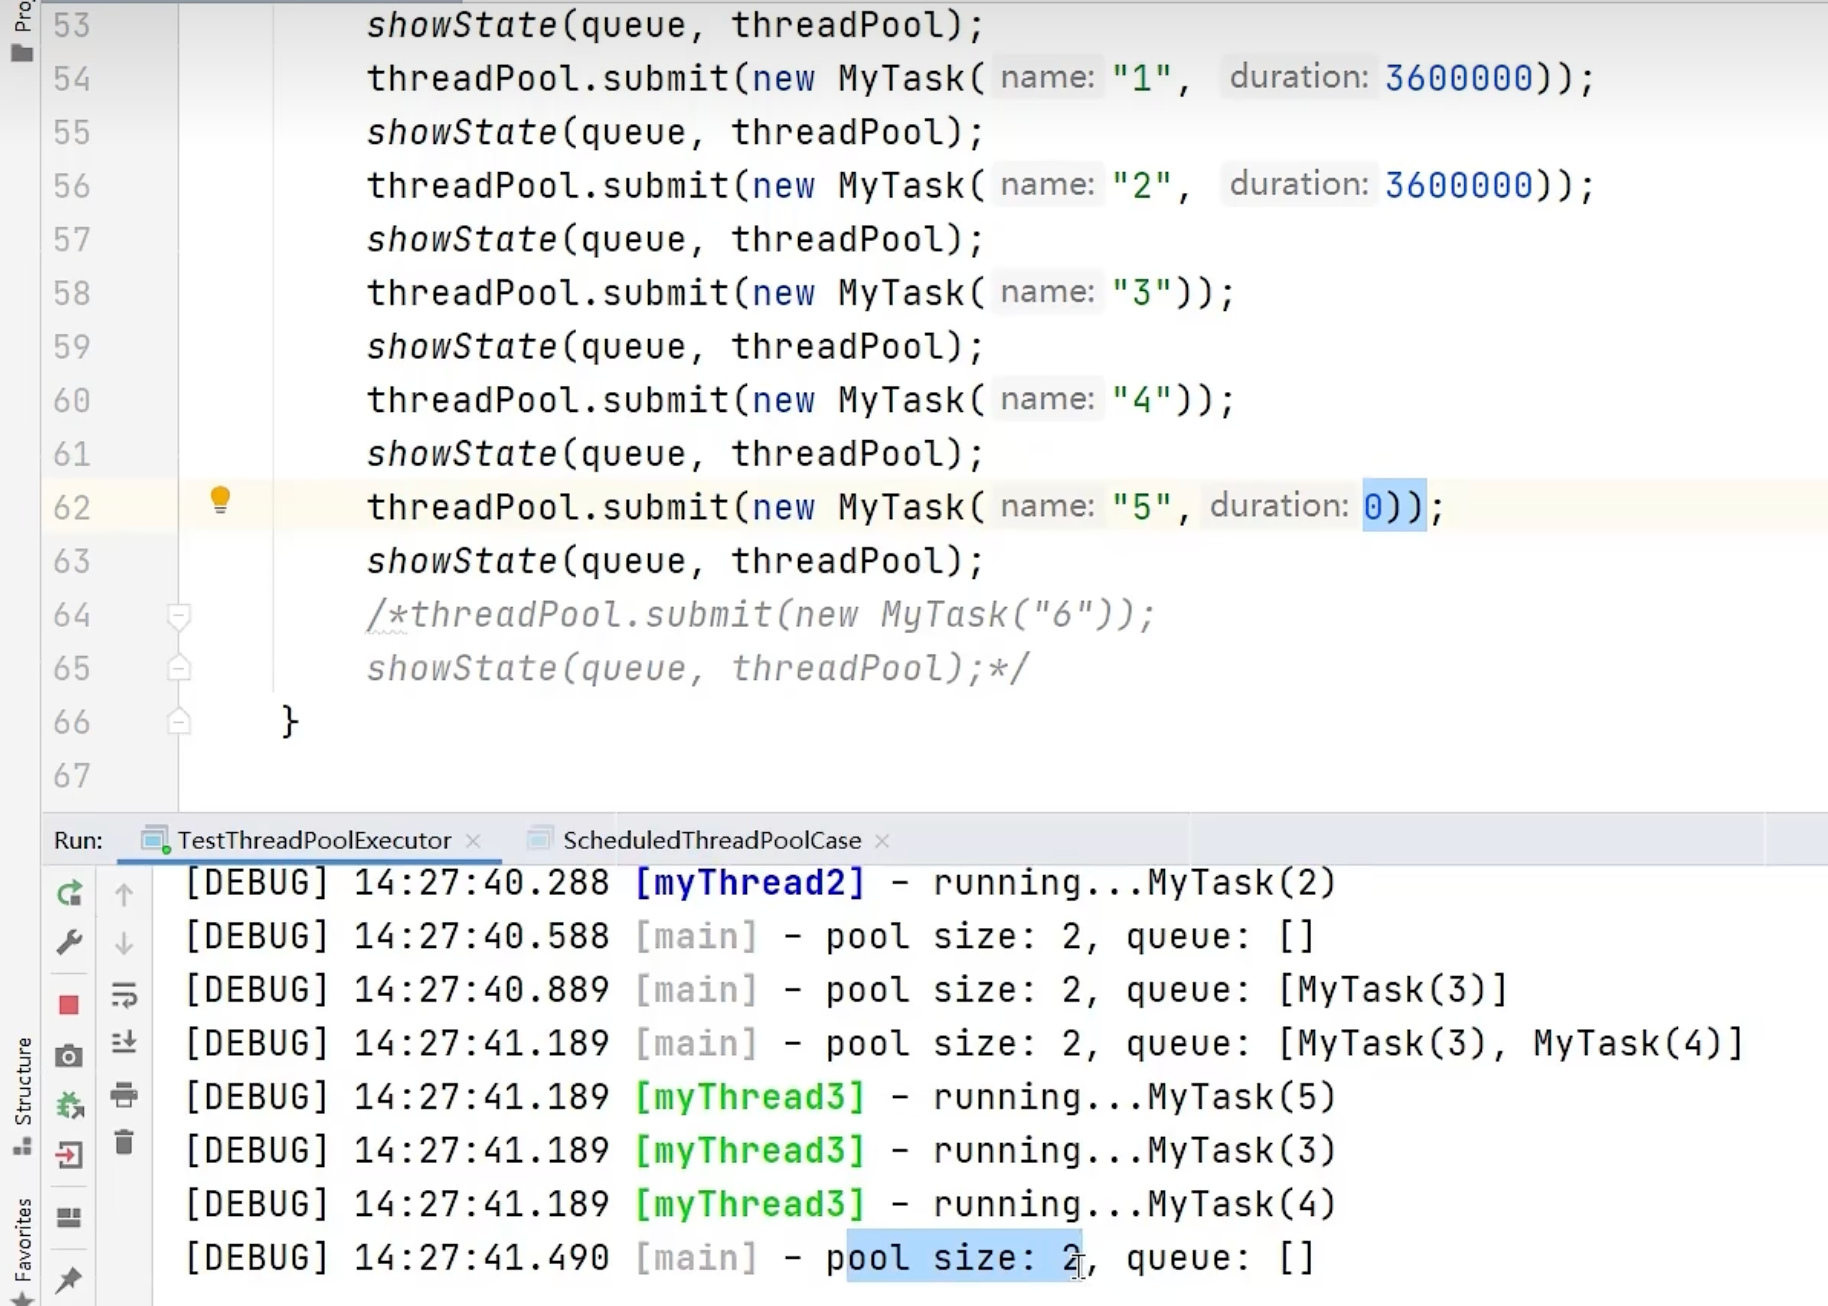 Pro
53 showState(queue, threadPool);
54 threadPool.submit(new MyTask( name: "1", duration: 3600000));
55 showState(queue, threadPool);
56 threadPool.submit(new MyTask( name: "2", duration: 3600000));
57 showState(queue, threadPool);
58 threadPool.submit(new MyTask( name: "3"));
59 showState(queue, threadPool);
60 threadPool.submit(new MyTask( name: "4"));
61 showState(queue, threadPool);
62 threadPool.submit(new MyTask( name: "5", duration: 0));
63 showState(queue, threadPool);
64 /*threadPool.submit(new MyTask("6"));
65 showState(queue, threadPool);*/
66 }
67
Run: TestThreadPoolExecutor × ScheduledThreadPoolCase ×
[DEBUG] 14:27:40.288 [myThread2] - running...MyTask(2)
[DEBUG] 14:27:40.588 [main] - pool size: 2, queue: []
[DEBUG] 14:27:40.889 [main] - pool size: 2, queue: [MyTask(3)]
[DEBUG] 14:27:41.189 [main] - pool size: 2, queue: [MyTask(3), MyTask(4)]
[DEBUG] 14:27:41.189 [myThread3] - running...MyTask(5)
[DEBUG] 14:27:41.189 [myThread3] - running...MyTask(3)
[DEBUG] 14:27:41.189 [myThread3] - running...MyTask(4)
[DEBUG] 14:27:41.490 [main] - pool size: 2, queue: []
Structure
Favorites